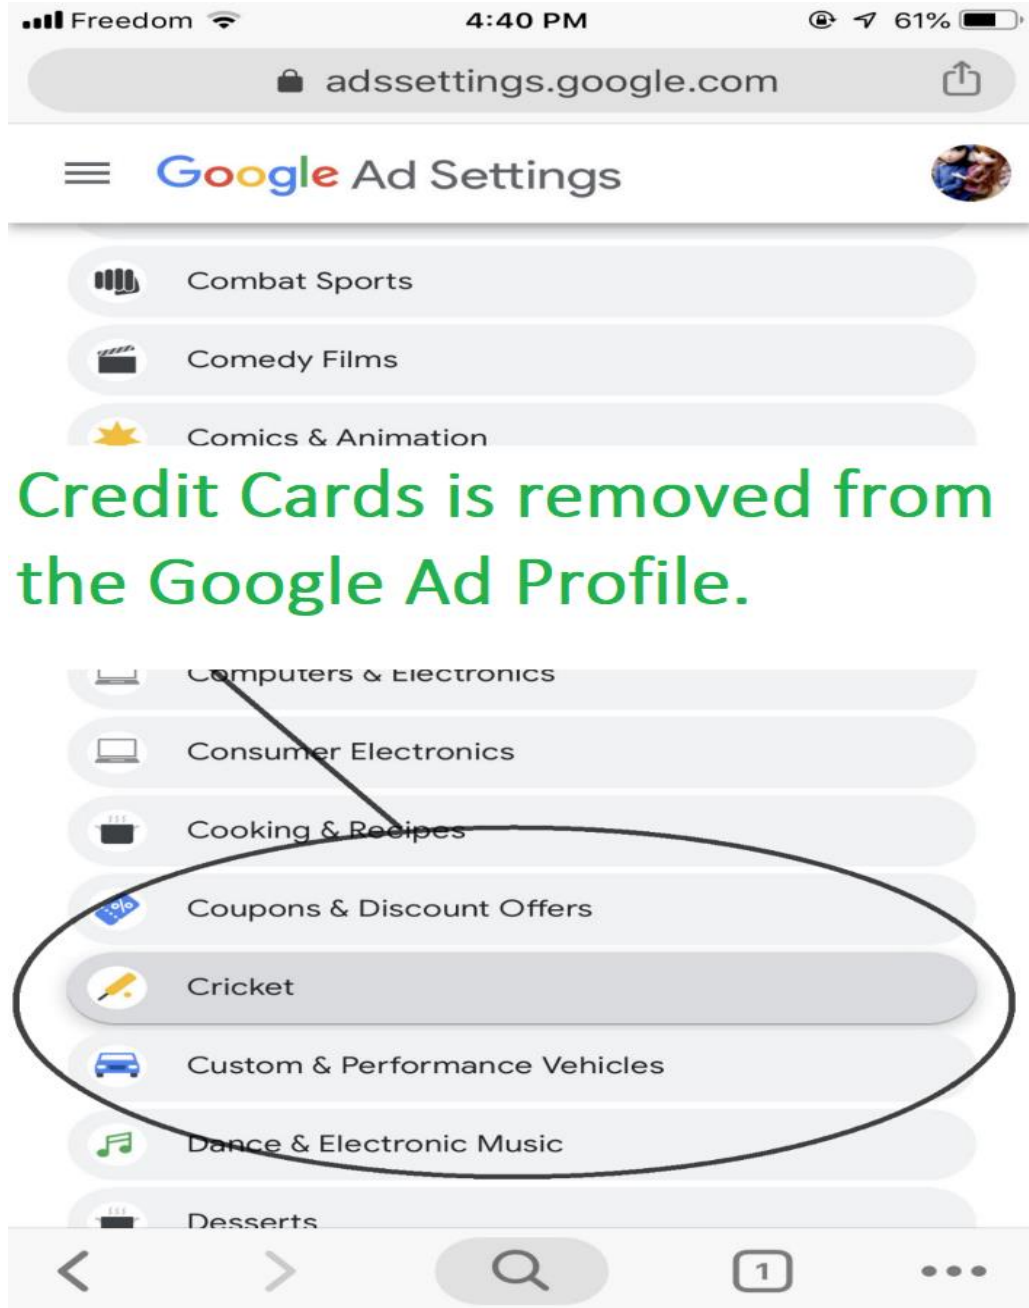 Freedom 4:40 PM 61%
adssettings.google.com
Google Ad Settings
Combat Sports
Comedy Films
Comics & Animation
Credit Cards is removed from
the Google Ad Profile.
Computers & Electronics
Consumer Electronics
Cooking & Recipes
Coupons & Discount Offers
Cricket
Custom & Performance Vehicles
Dance & Electronic Music
Desserts
1